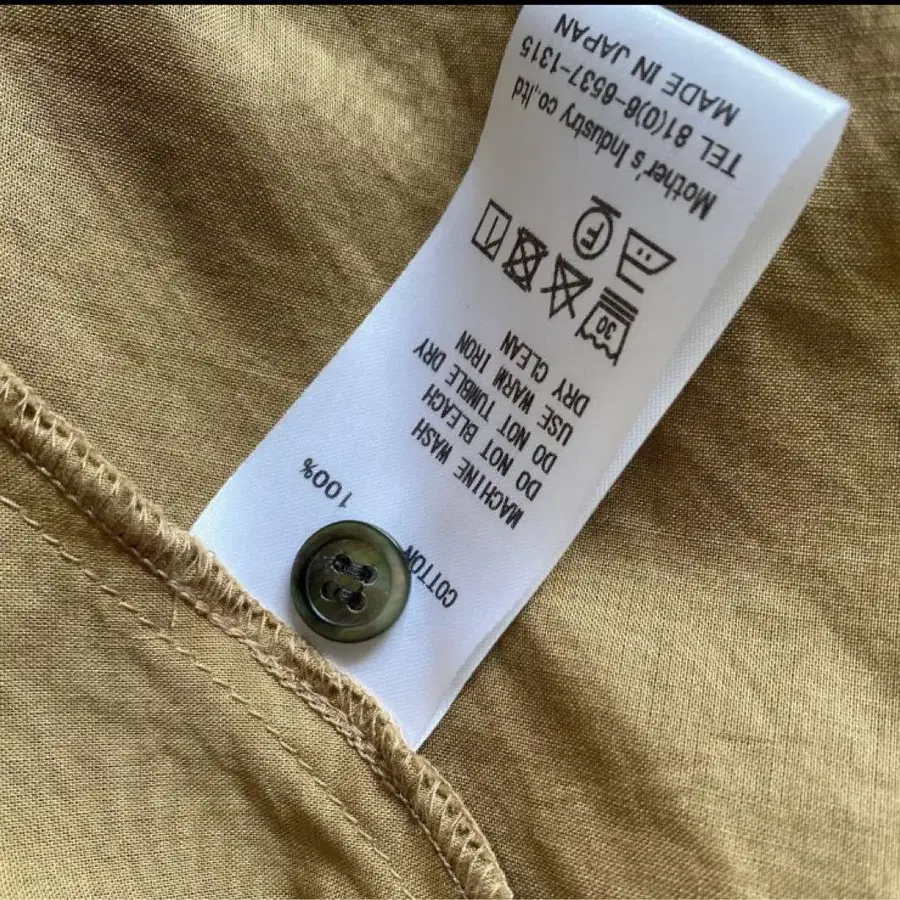 COTTON 100%
MACHINE WASH
DO NOT BLEACH
DO NOT TUMBLE DRY
USE WARM IRON
DRY CLEAN
30
F
Mother's Industry co.,ltd
TEL 81(0)6-6537-1315
MADE IN JAPAN